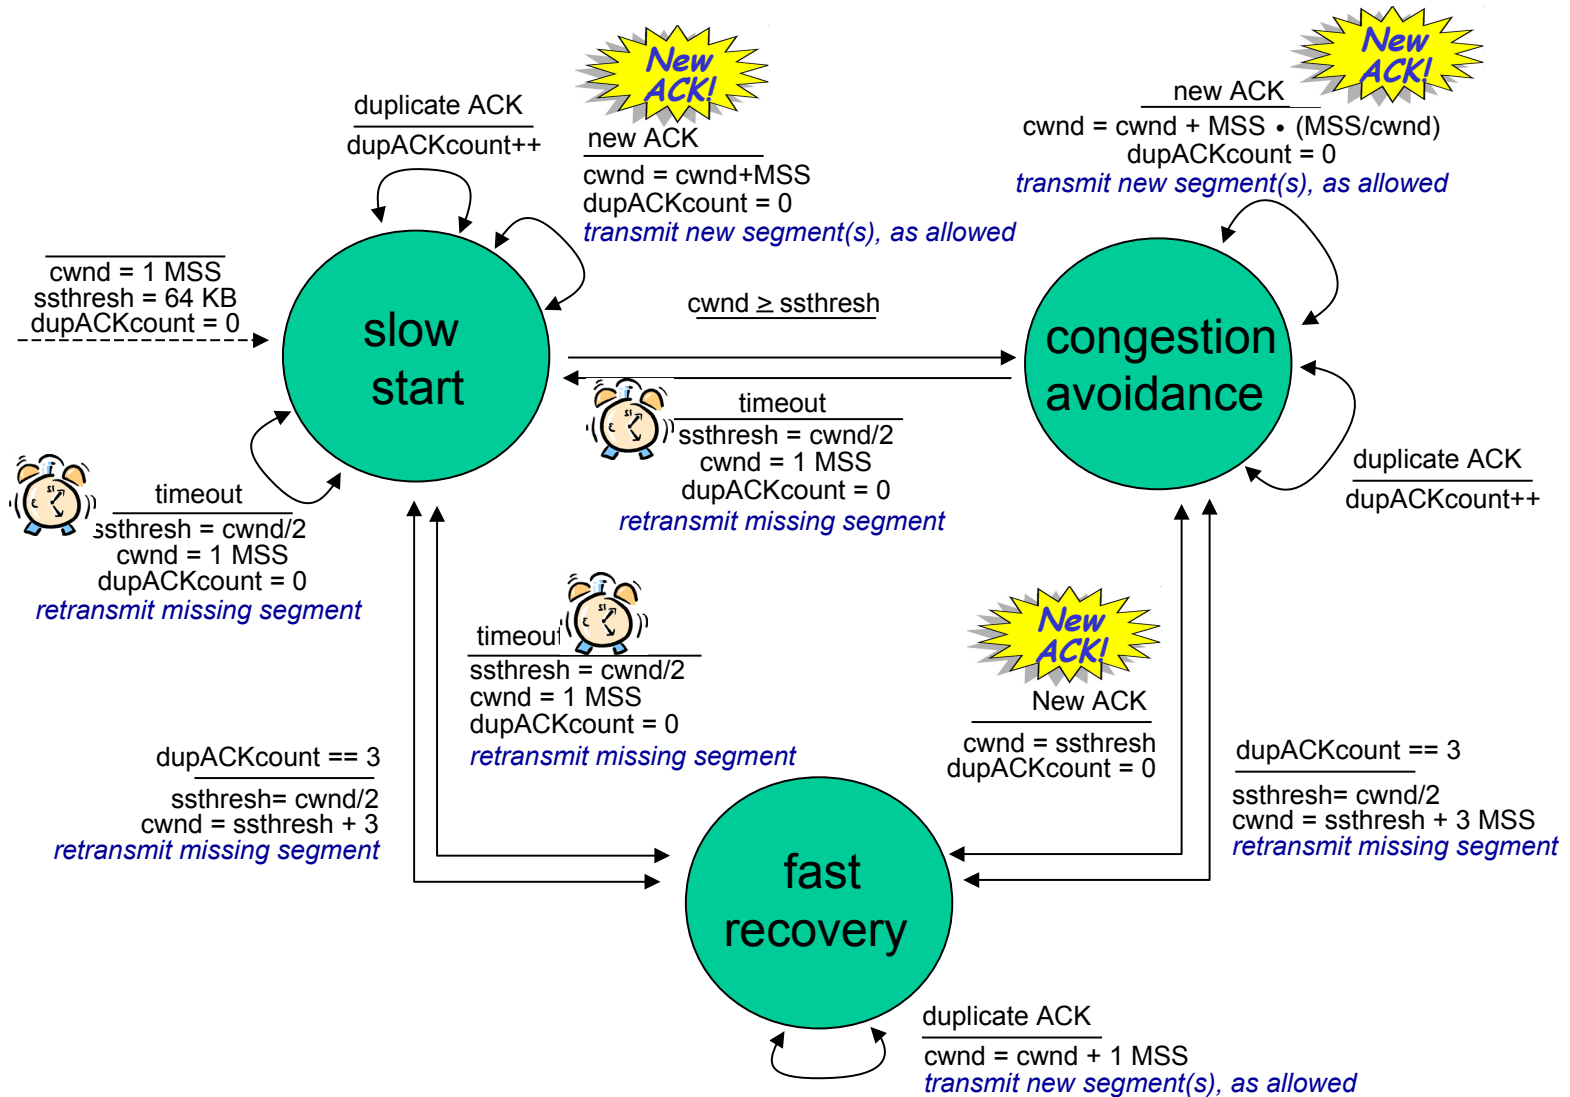 New
ACK!
duplicate ACK
dupACKcount++
new ACK
cwnd = cwnd+MSS
dupACKcount = 0
transmit new segment(s), as allowed
New
ACK!
new ACK
cwnd = cwnd + MSS • (MSS/cwnd)
dupACKcount = 0
transmit new segment(s), as allowed
cwnd = 1 MSS
ssthresh = 64 KB
dupACKcount = 0
slow
start
cwnd ≥ ssthresh
congestion
avoidance
timeout
ssthresh = cwnd/2
cwnd = 1 MSS
dupACKcount = 0
retransmit missing segment
duplicate ACK
dupACKcount++
timeout
ssthresh = cwnd/2
cwnd = 1 MSS
dupACKcount = 0
retransmit missing segment
timeout
ssthresh = cwnd/2
cwnd = 1 MSS
dupACKcount = 0
retransmit missing segment
New
ACK!
New ACK
cwnd = ssthresh
dupACKcount = 0
dupACKcount == 3
ssthresh= cwnd/2
cwnd = ssthresh + 3
retransmit missing segment
dupACKcount == 3
ssthresh= cwnd/2
cwnd = ssthresh + 3 MSS
retransmit missing segment
fast
recovery
duplicate ACK
cwnd = cwnd + 1 MSS
transmit new segment(s), as allowed